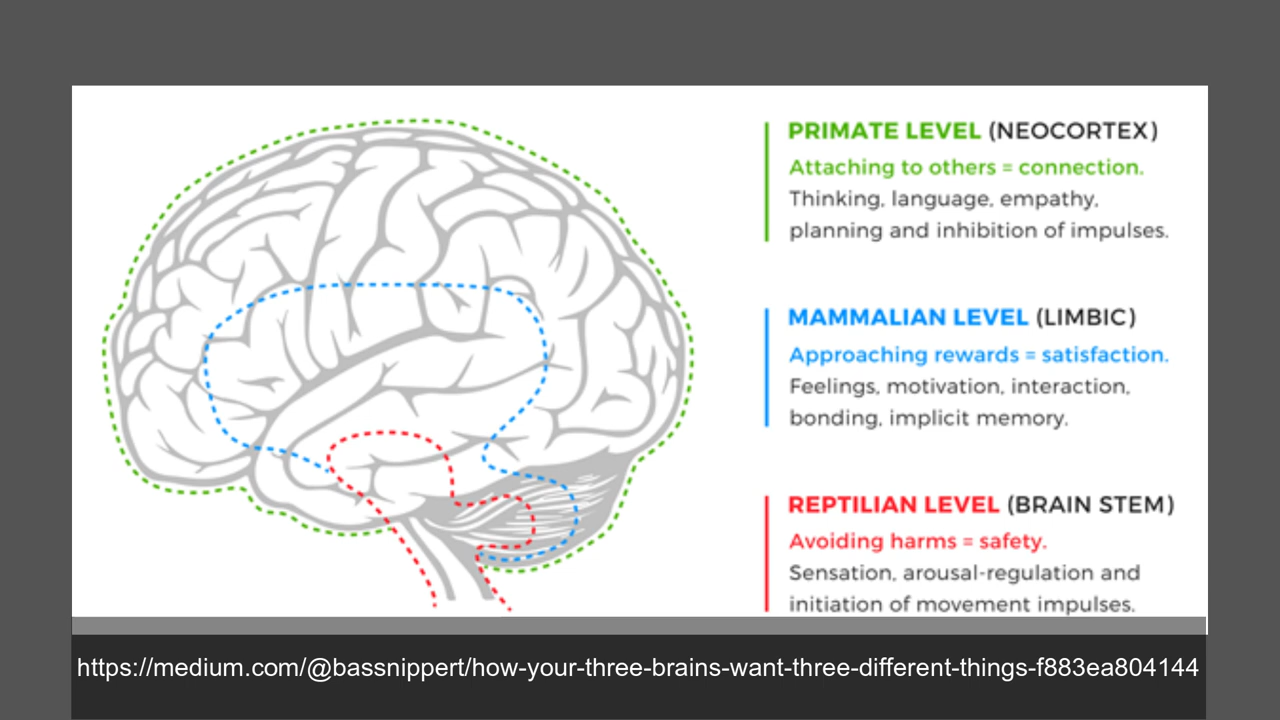 PRIMATE LEVEL (NEOCORTEX)
Attaching to others = connection.
Thinking, language, empathy,
planning and inhibition of impulses.
MAMMALIAN LEVEL (LIMBIC)
Approaching rewards = satisfaction.
Feelings, motivation, interaction,
bonding, implicit memory.
REPTILIAN LEVEL (BRAIN STEM)
Avoiding harms = safety.
Sensation, arousal-regulation and
initiation of movement impulses.
https://medium.com/@bassnippert/how-your-three-brains-want-three-different-things-f883ea804144